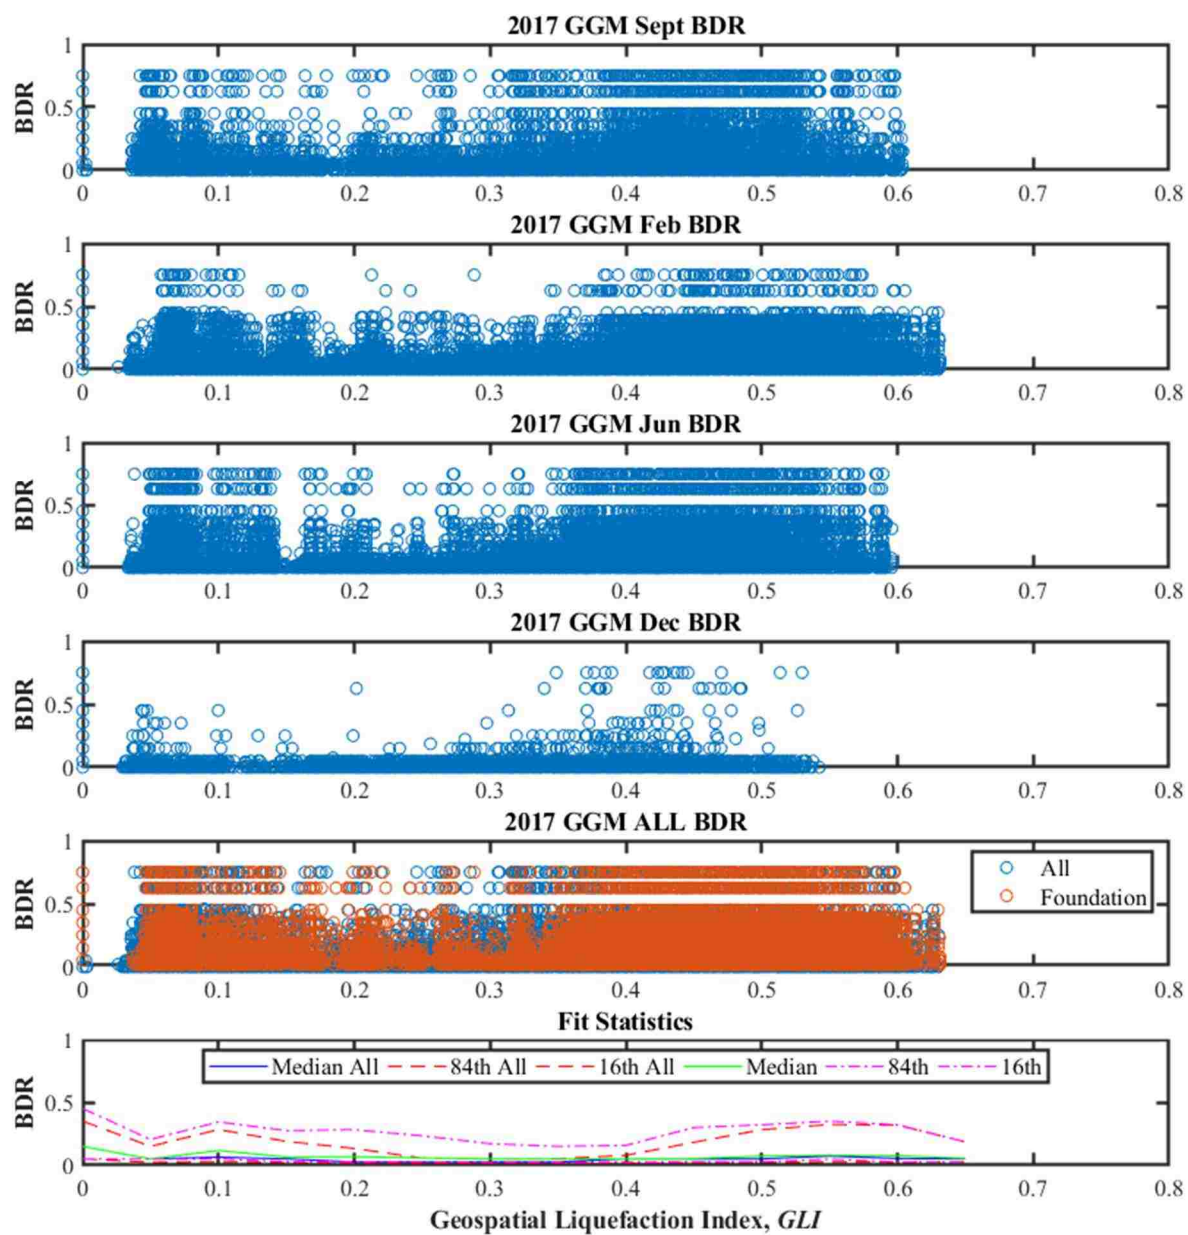 2017 GGM Sept BDR
1
BDR
0.5
0
0 0.1 0.2 0.3 0.4 0.5 0.6 0.7 0.8
2017 GGM Feb BDR
1
BDR
0.5
0
0 0.1 0.2 0.3 0.4 0.5 0.6 0.7 0.8
2017 GGM Jun BDR
1
BDR
0.5
0
0 0.1 0.2 0.3 0.4 0.5 0.6 0.7 0.8
2017 GGM Dec BDR
1
BDR
0.5
0
0 0.1 0.2 0.3 0.4 0.5 0.6 0.7 0.8
2017 GGM ALL BDR
1
All
Foundation
BDR
0.5
0
0 0.1 0.2 0.3 0.4 0.5 0.6 0.7 0.8
Fit Statistics
1
Median All 84th All 16th All Median 84th 16th
BDR
0.5
0
0 0.1 0.2 0.3 0.4 0.5 0.6 0.7 0.8
Geospatial Liquefaction Index, GLI